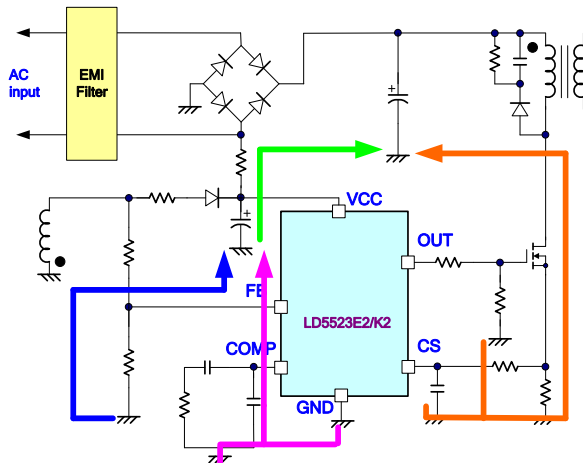 AC
input
EMI
Filter
+
+
VCC
OUT
FB
LD5523E2/K2
COMP
CS
GND